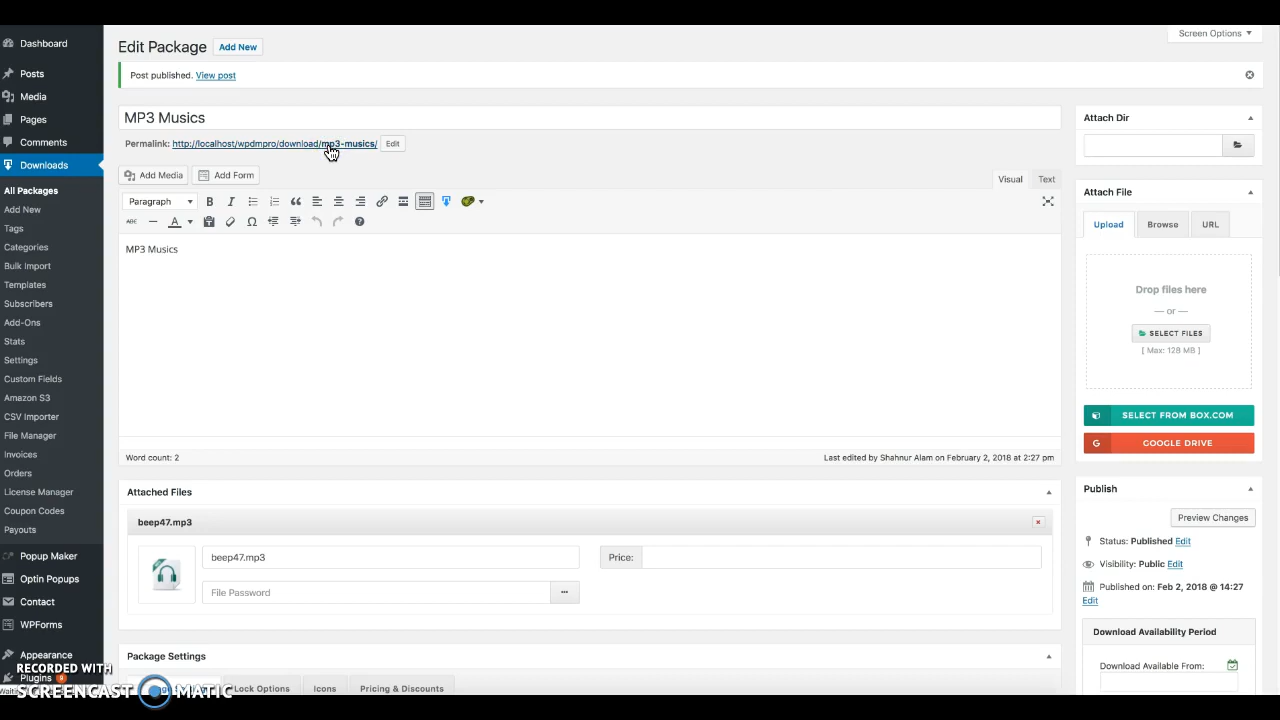 Dashboard
Posts
Media
Pages
Comments
Downloads
All Packages
Add New
Tags
Categories
Bulk Import
Templates
Subscribers
Add-Ons
Stats
Settings
Custom Fields
Amazon S3
CSV Importer
File Manager
Invoices
Orders
License Manager
Coupon Codes
Payouts
Popup Maker
Optin Popups
Contact
WPForms
Appearance
Plugins
Edit Package Add New
Screen Options
Post published. View post
MP3 Musics
Permalink: http://localhost/wpdmpro/download/mp3-musics/ Edit
Add Media Add Form
Visual Text
Paragraph B I
ABC A
MP3 Musics
Word count: 2 Last edited by Shahnur Alam on February 2, 2018 at 2:27 pm
Attached Files
beep47.mp3
beep47.mp3 Price:
File Password
Package Settings
Lock Options Icons Pricing & Discounts
Attach Dir
Attach File
Upload Browse URL
Drop files here
— or —
SELECT FILES
[ Max: 128 MB ]
SELECT FROM BOX.COM
G GOOGLE DRIVE
Publish
Preview Changes
Status: Published Edit
Visibility: Public Edit
Published on: Feb 2, 2018 @ 14:27
Edit
Download Availability Period
Download Available From:
RECORDED WITH
SCREENCAST MATIC